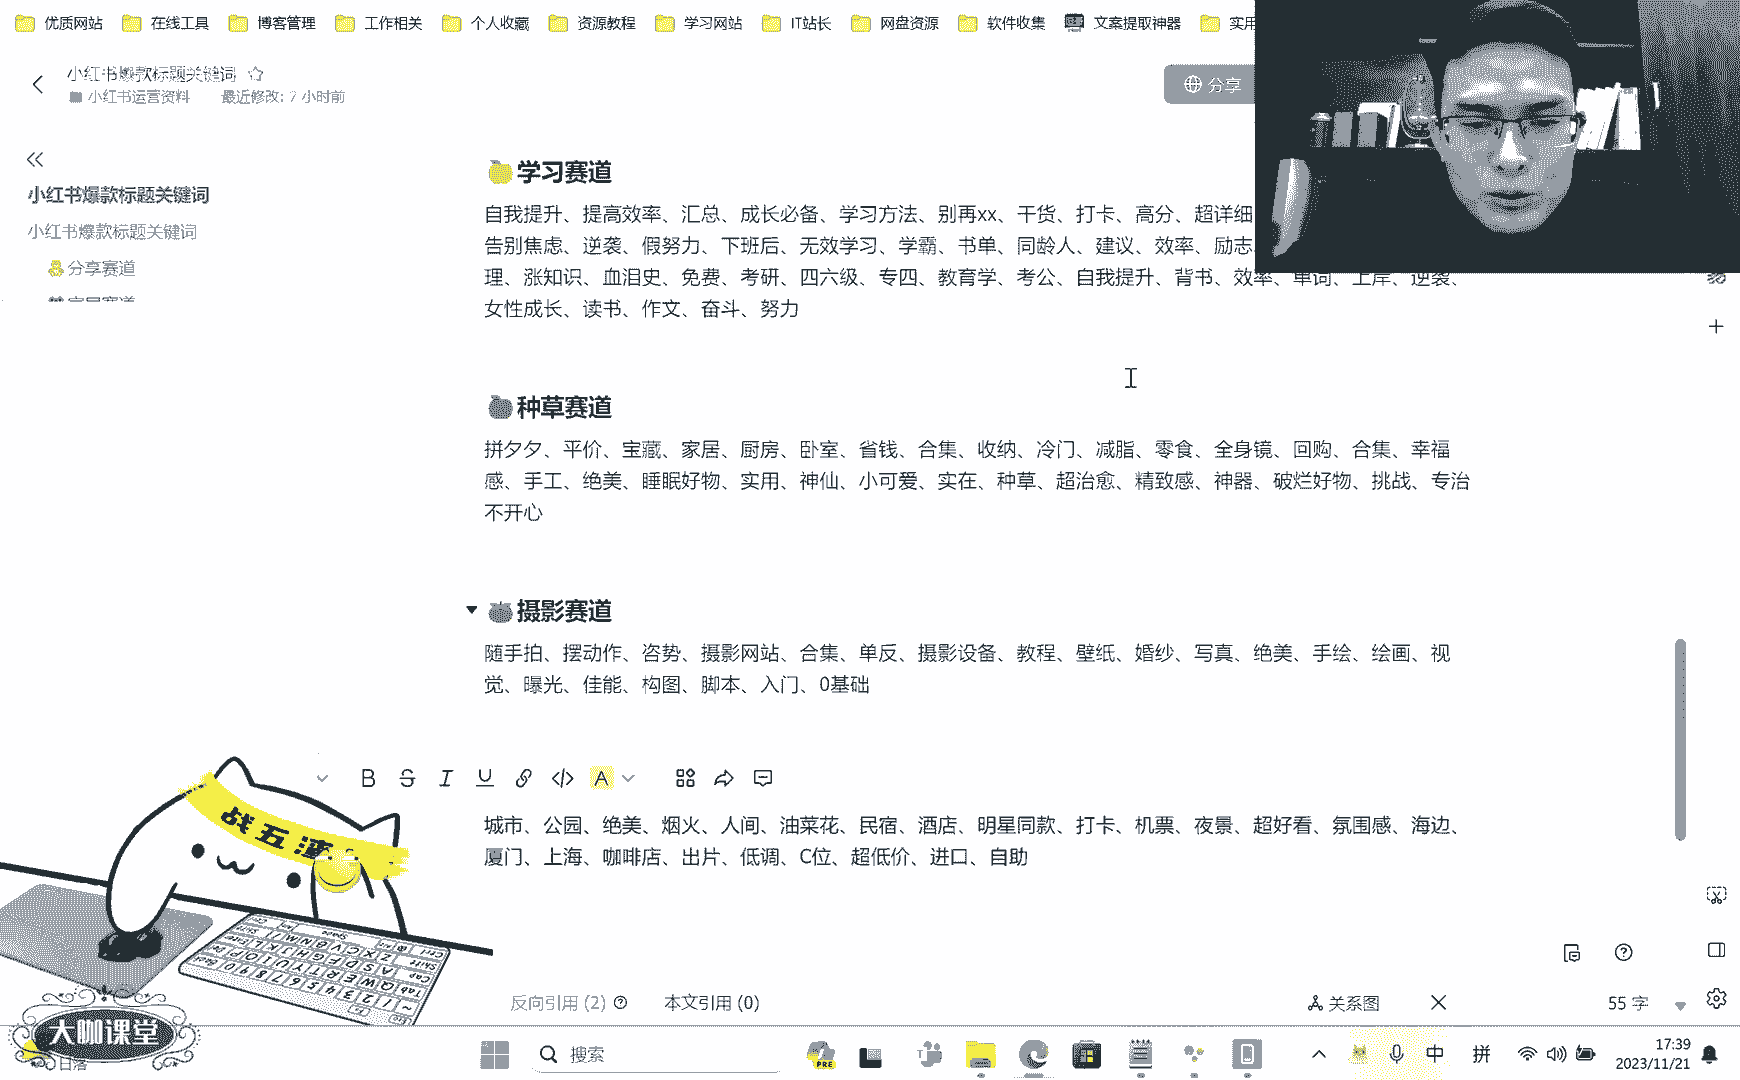 优质网站 在线工具 博客管理 工作相关 个人收藏 资源教程 学习网站 IT站长 网盘资源 软件收集 文案提取神器 实用
小红书爆款标题关键词
小红书运营资料 最近修改: 7 小时前
分享
小红书爆款标题关键词
小红书爆款标题关键词
分享赛道
学习赛道
自我提升、提高效率、汇总、成长必备、学习方法、别再xx、干货、打卡、高分、超详细
告别焦虑、逆袭、假努力、下班后、无效学习、学霸、书单、同龄人、建议、效率、励志
理、涨知识、血泪史、免费、考研、四六级、专四、教育学、考公、自我提升、背书、效率、单词、上岸、逆袭、
女性成长、读书、作文、奋斗、努力
种草赛道
拼夕夕、平价、宝藏、家居、厨房、卧室、省钱、合集、收纳、冷门、减脂、零食、全身镜、回购、合集、幸福
感、手工、绝美、睡眠好物、实用、神仙、小可爱、实在、种草、超治愈、精致感、神器、破烂好物、挑战、专治
不开心
摄影赛道
随手拍、摆动作、咨势、摄影网站、合集、单反、摄影设备、教程、壁纸、婚纱、写真、绝美、手绘、绘画、视
觉、曝光、佳能、构图、脚本、入门、0基础
B S I U A
城市、公园、绝美、烟火、人间、油菜花、民宿、酒店、明星同款、打卡、机票、夜景、超好看、氛围感、海边、
厦门、上海、咖啡店、出片、低调、C位、超低价、进口、自助
战五渣
反向引用 (2) 本文引用 (0) 关系图 55 字
大咖课堂
日落
搜索
PRE
中 拼
17:39
2023/11/21